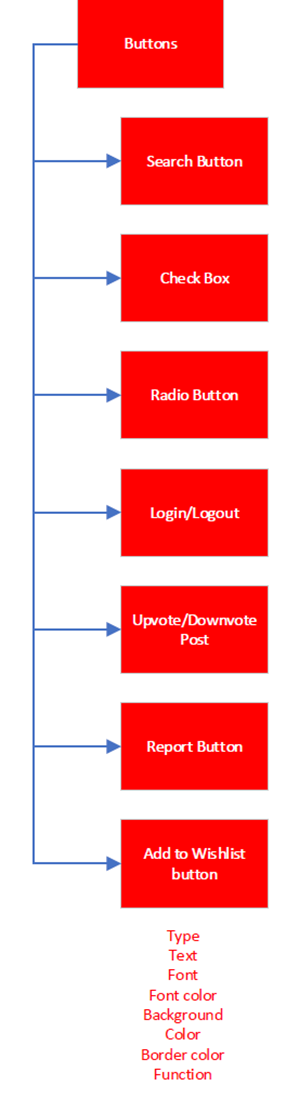 Buttons
Search Button
Check Box
Radio Button
Login/Logout
Upvote/Downvote
Post
Report Button
Add to Wishlist
button
Type
Text
Font
Font color
Background
Color
Border color
Function